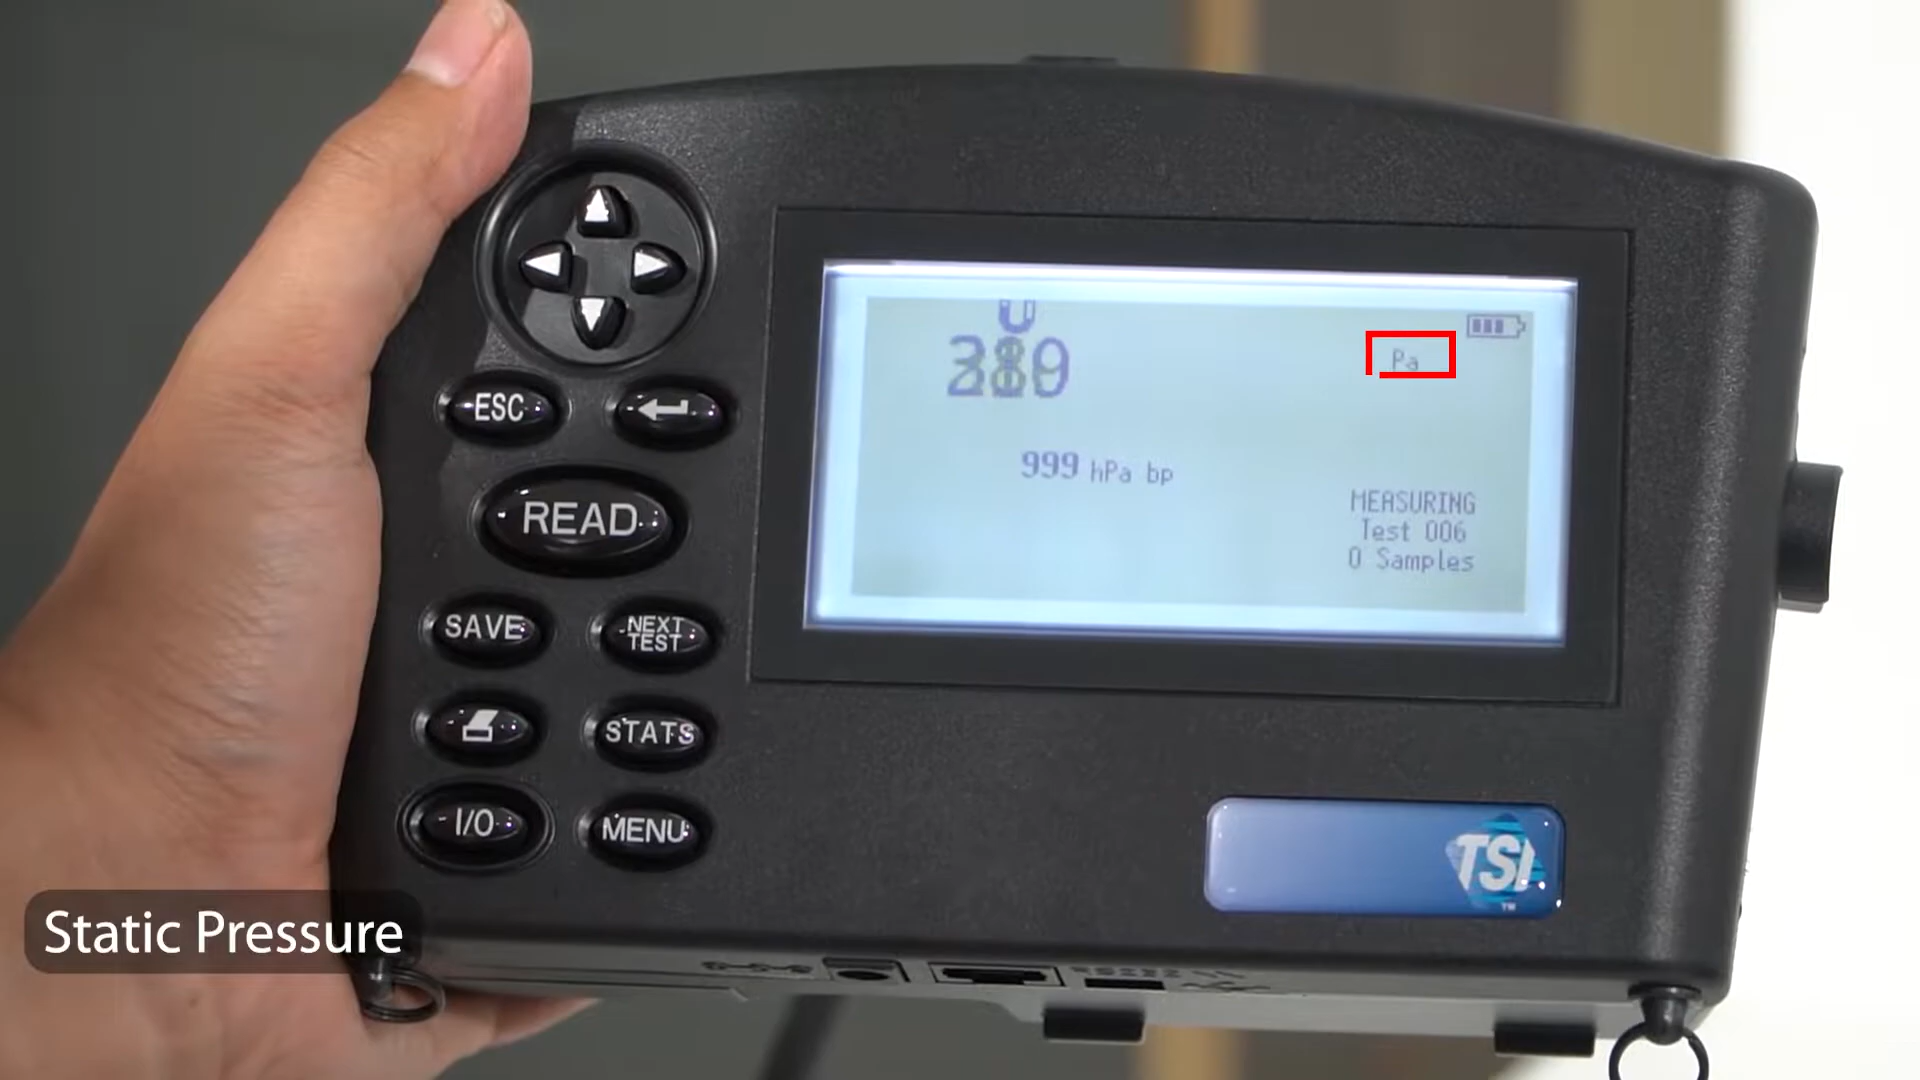 Pa
999 hPa bp
MEASURING
Test 006
0 Samples
ESC
READ
SAVE
NEXT
TEST
STATS
I/O
MENU
TSI
TM
Static Pressure